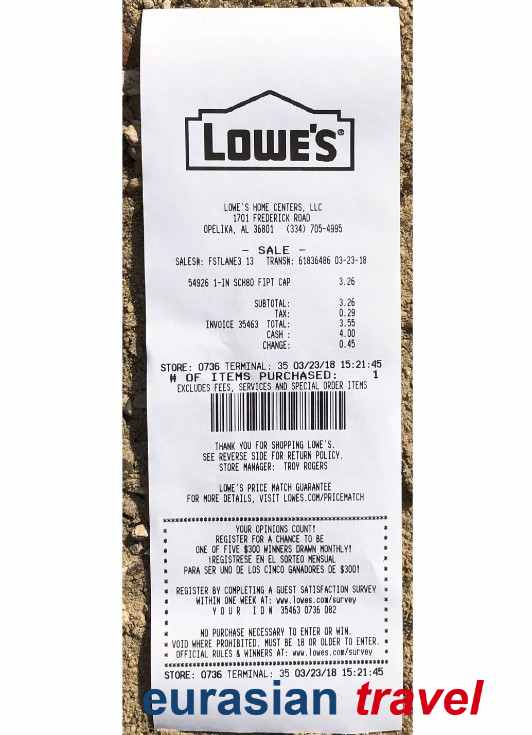 LOWE'S®
LOWE'S HOME CENTERS, LLC
1701 FREDERICK ROAD
OPELIKA, AL 36801 (334) 705-4995
- SALE -
SALES#: FSTLANE3 13 TRANS#: 61836486 03-23-18
54926 1-IN SCH80 FIPT CAP 3.26
SUBTOTAL: 3.26
TAX: 0.29
INVOICE 35463 TOTAL: 3.55
CASH : 4.00
CHANGE: 0.45
STORE: 0736 TERMINAL: 35 03/23/18 15:21:45
# OF ITEMS PURCHASED: 1
EXCLUDES FEES, SERVICES AND SPECIAL ORDER ITEMS
THANK YOU FOR SHOPPING LOWE'S.
SEE REVERSE SIDE FOR RETURN POLICY.
STORE MANAGER: TROY ROGERS
LOWE'S PRICE MATCH GUARANTEE
FOR MORE DETAILS, VISIT LOWES.COM/PRICEMATCH
YOUR OPINIONS COUNT!
REGISTER FOR A CHANCE TO BE
ONE OF FIVE $300 WINNERS DRAWN MONTHLY!
¡REGISTRESE EN EL SORTEO MENSUAL
PARA SER UNO DE LOS CINCO GANADORES DE $300!
REGISTER BY COMPLETING A GUEST SATISFACTION SURVEY
WITHIN ONE WEEK AT: www.lowes.com/survey
Y O U R I D # 35463 0736 082
NO PURCHASE NECESSARY TO ENTER OR WIN.
VOID WHERE PROHIBITED. MUST BE 18 OR OLDER TO ENTER.
OFFICIAL RULES & WINNERS AT: www.lowes.com/survey
STORE: 0736 TERMINAL: 35 03/23/18 15:21:45
eurasian travel